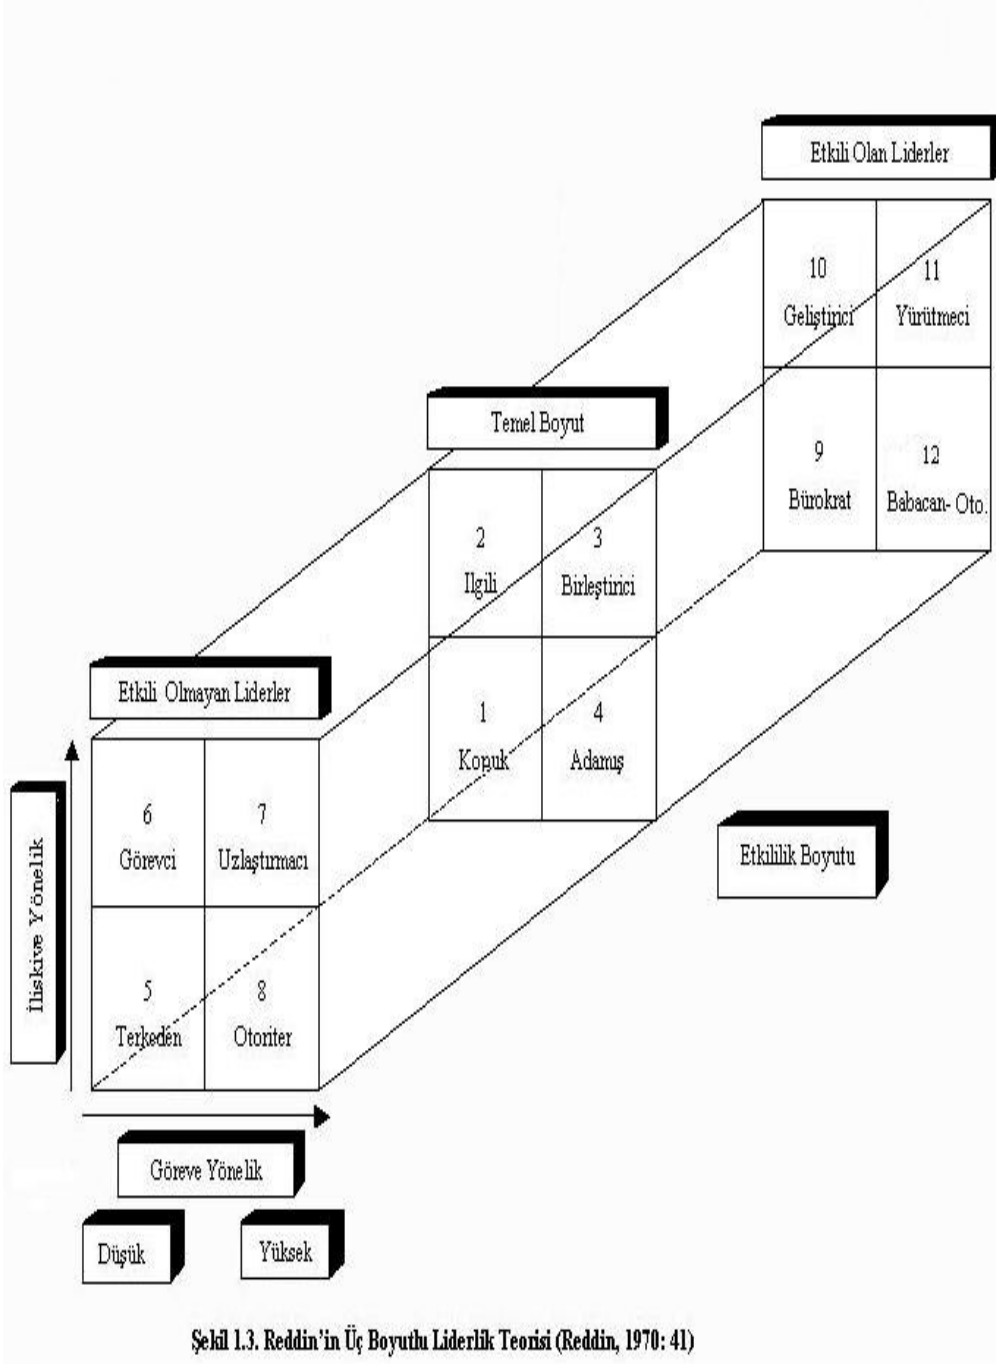 Etkili Olan Liderler
10
Geliştirici
11
Yürütmeci
9
Bürokrat
12
Babacan- Oto.
Temel Boyut
2
Ilgili
3
Birleştirici
1
Kopuk
4
Adamış
Etkili Olmayan Liderler
6
Görevci
7
Uzlaştırmacı
5
Terkeden
8
Otoriter
İliskive Yönelik
Etkililik Boyutu
Göreve Yönelik
Düşük
Yüksek
Şekil 1.3. Reddin’in Üç Boyutlu Liderlik Teorisi (Reddin, 1970: 41)